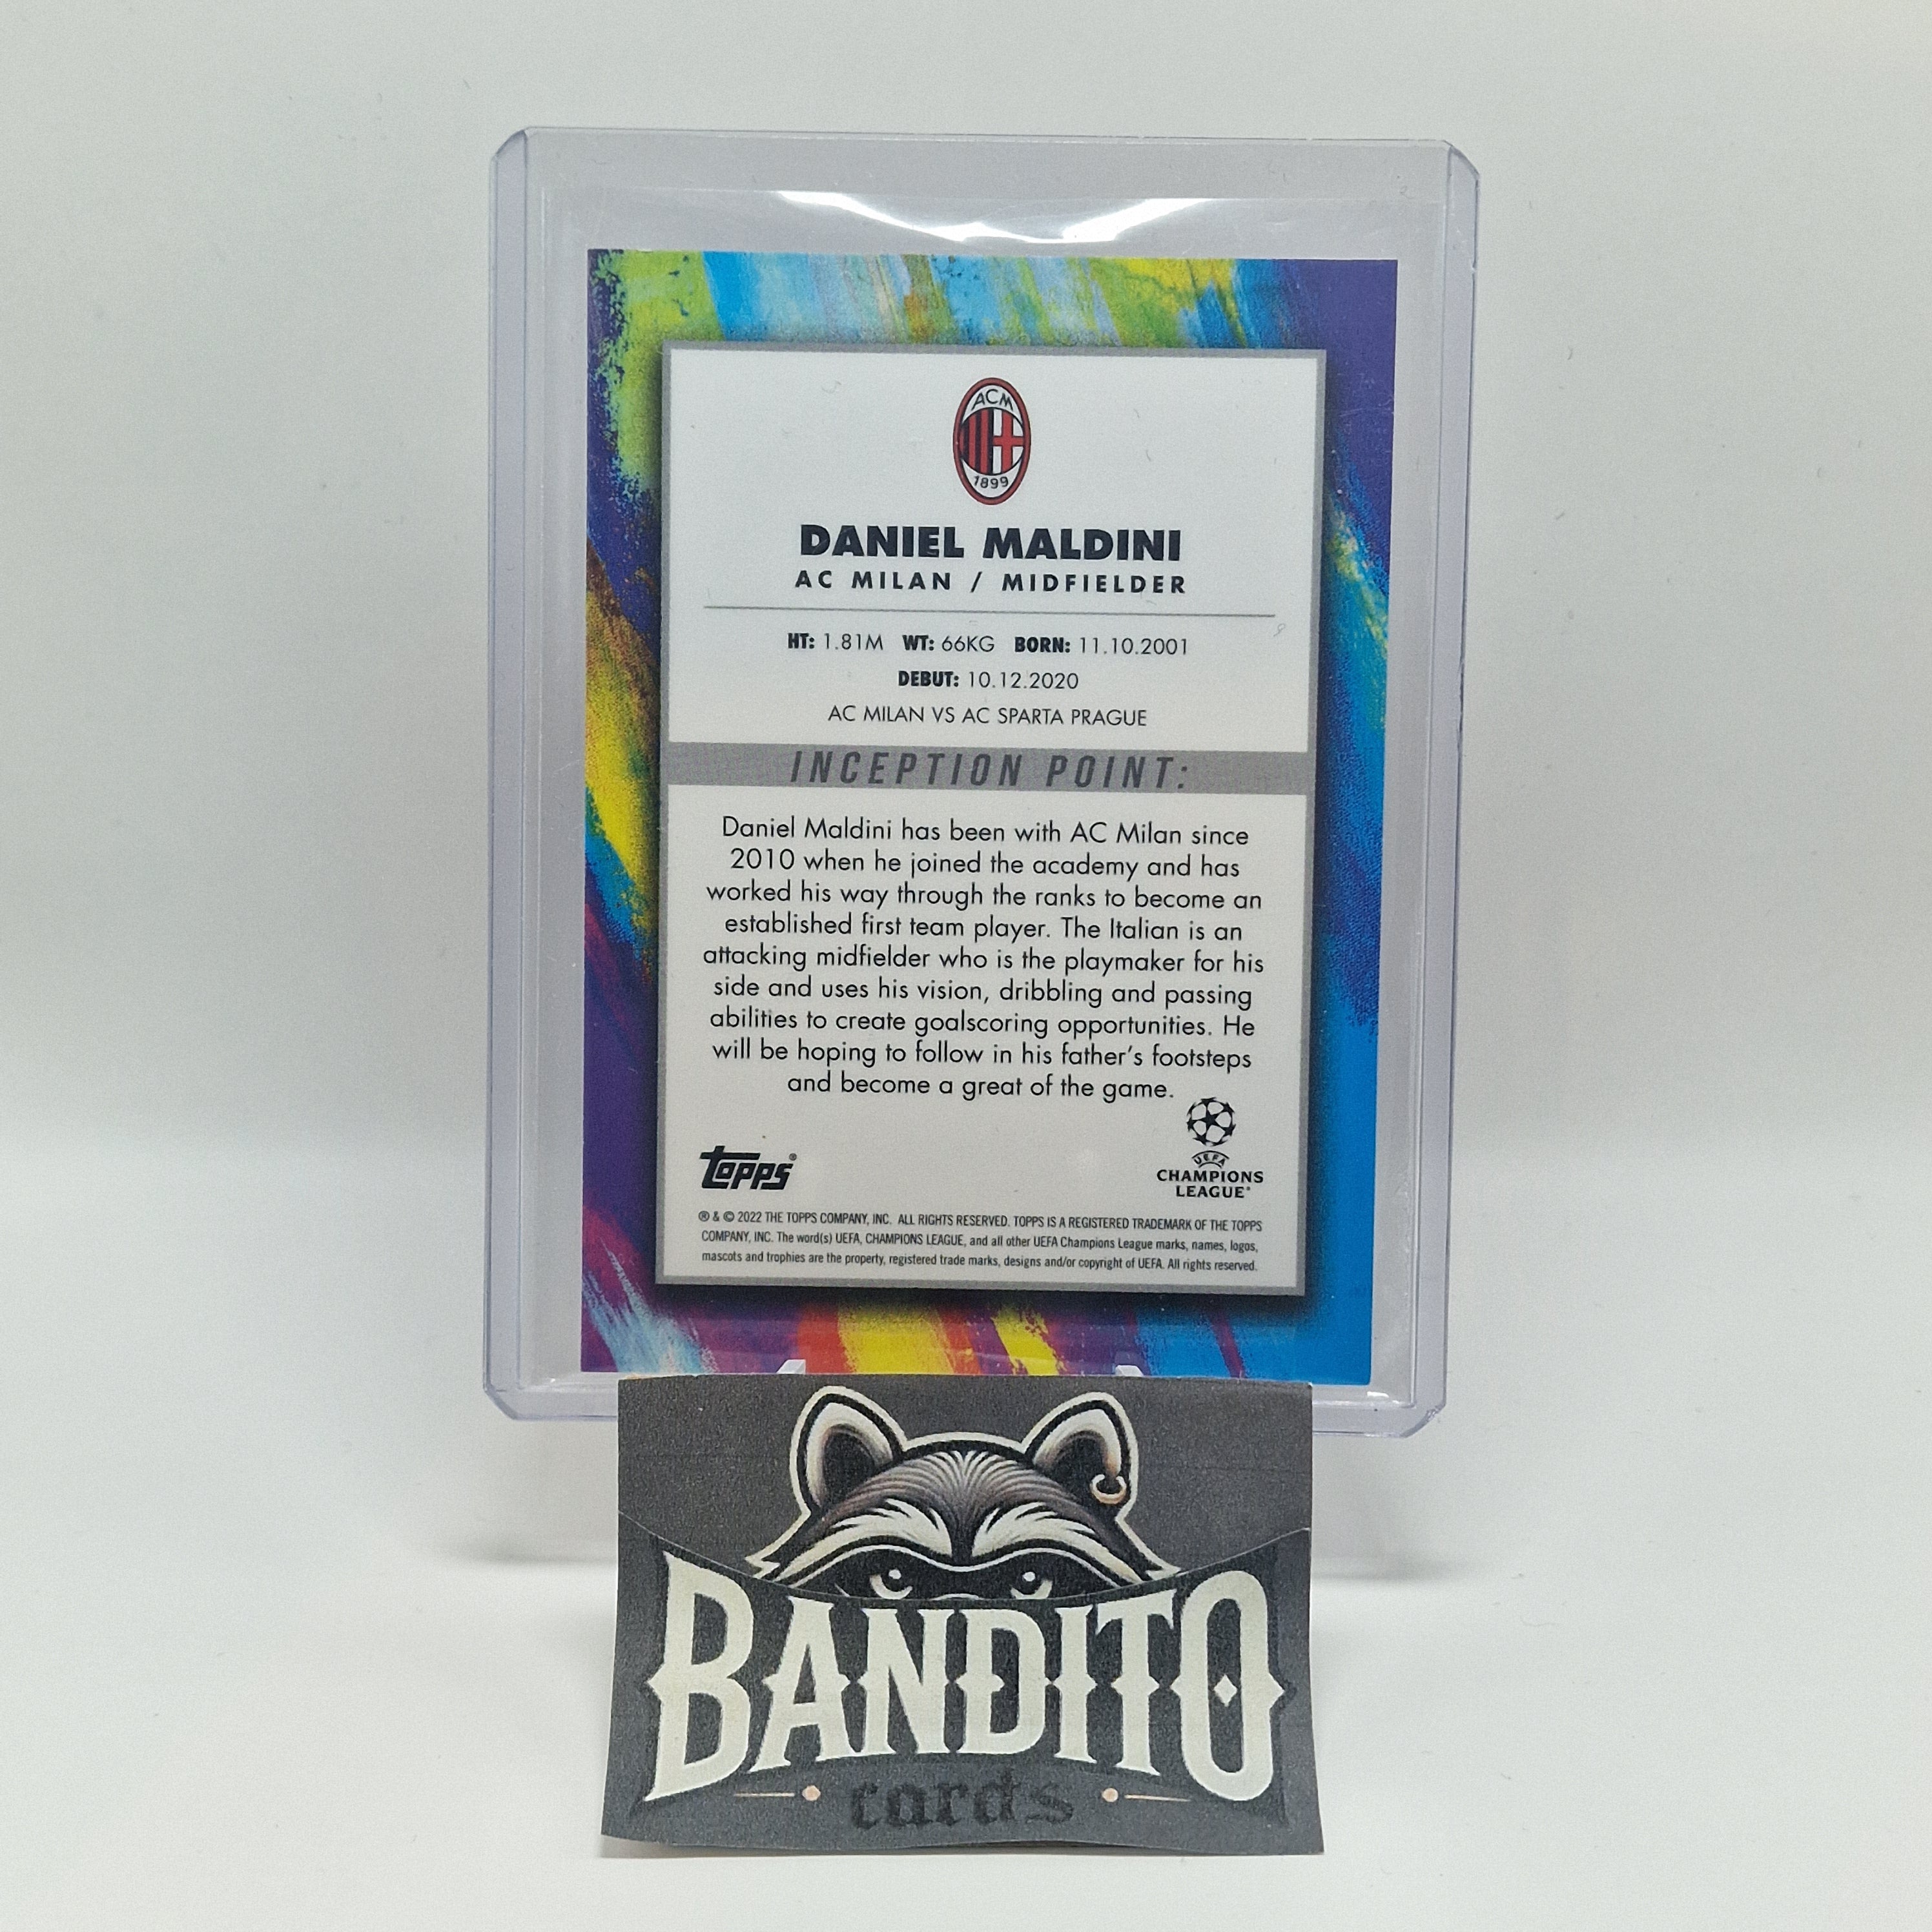 ACM
1899
DANIEL MALDINI
AC MILAN / MIDFIELDER
HT: 1.81M WT: 66KG BORN: 11.10.2001
DEBUT: 10.12.2020
AC MILAN VS AC SPARTA PRAGUE
INCEPTION POINT:
Daniel Maldini has been with AC Milan since
2010 when he joined the academy and has
worked his way through the ranks to become an
established first team player. The Italian is an
attacking midfielder who is the playmaker for his
side and uses his vision, dribbling and passing
abilities to create goalscoring opportunities. He
will be hoping to follow in his father's footsteps
and become a great of the game.
topps®
UEFA
CHAMPIONS
LEAGUE®
® & © 2022 THE TOPPS COMPANY, INC. ALL RIGHTS RESERVED. TOPPS IS A REGISTERED TRADEMARK OF THE TOPPS
COMPANY, INC. The word(s) UEFA, CHAMPIONS LEAGUE, and all other UEFA Champions League marks, names, logos,
mascots and trophies are the property, registered trade marks, designs and/or copyright of UEFA. All rights reserved.
BANDITO
cards